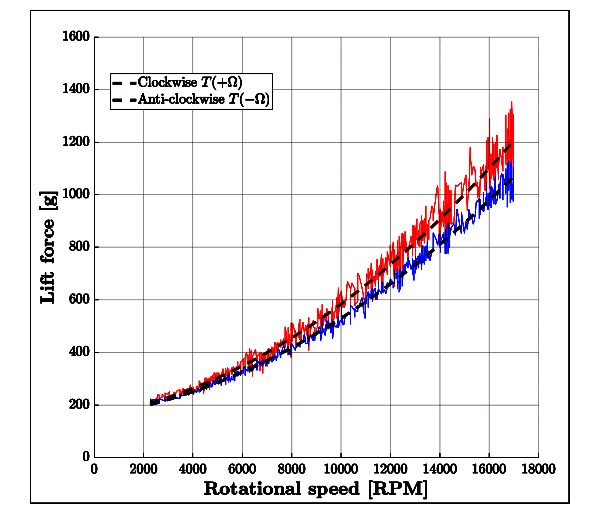 1600
1400
1200
1000
800
600
400
200
0
Clockwise T(+Ω)
Anti-clockwise T(−Ω)
Lift force [g]
0 2000 4000 6000 8000 10000 12000 14000 16000 18000
Rotational speed [RPM]